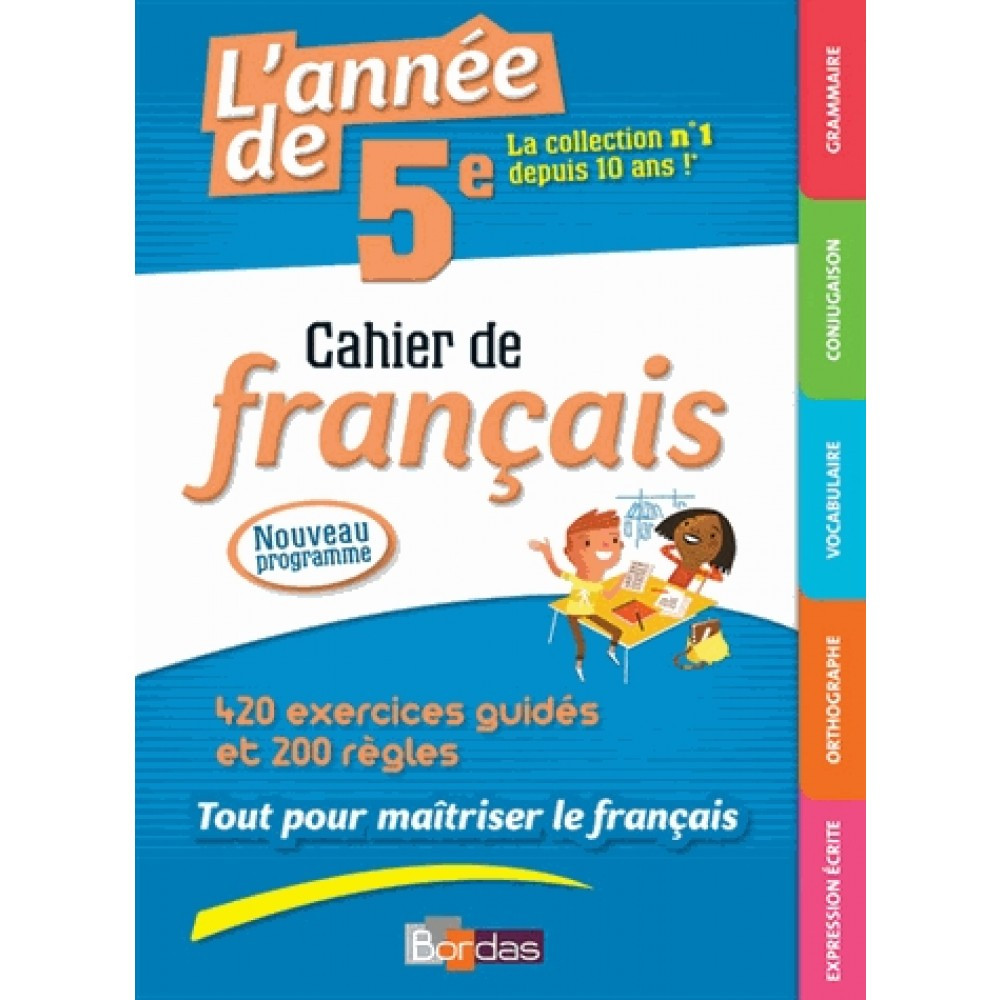 L'année
de 5e
La collection n°1
depuis 10 ans !*
Cahier de
français
Nouveau
programme
420 exercices guidés
et 200 règles
Tout pour maîtriser le français
Bordas
GRAMMAIRE
CONJUGAISON
VOCABULAIRE
ORTHOGRAPHE
EXPRESSION ÉCRITE